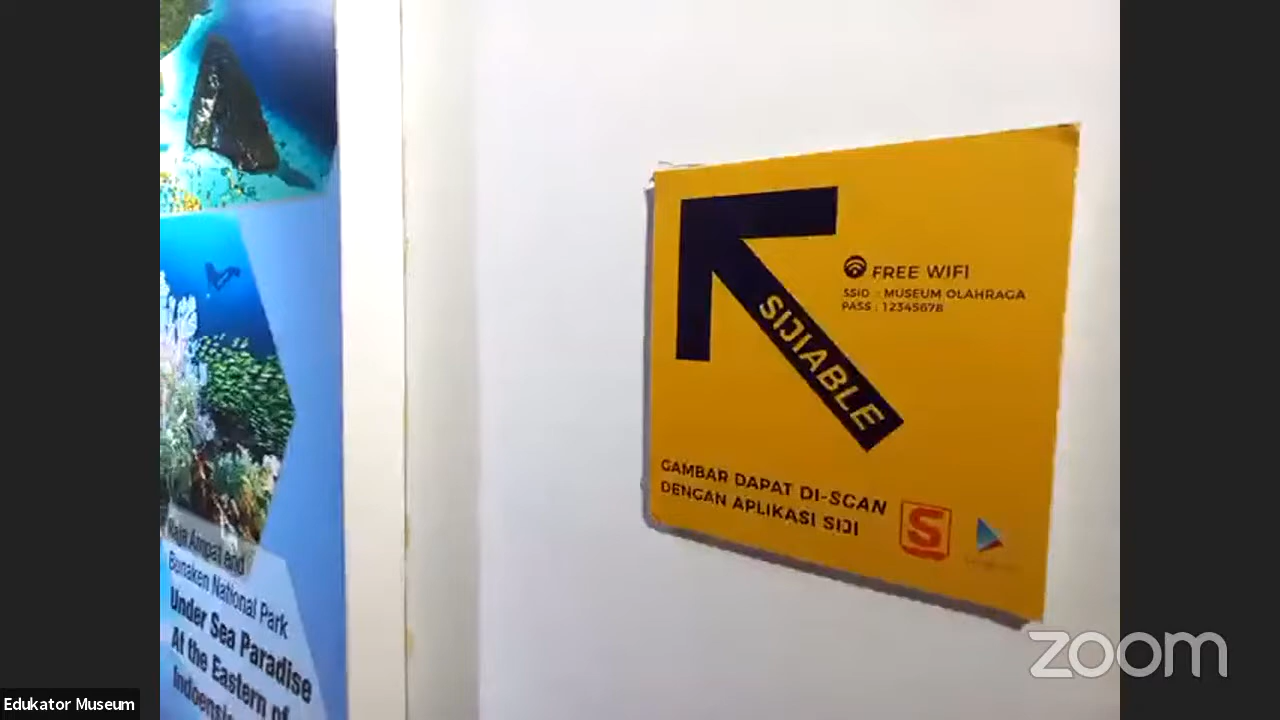 SIJIABLE
FREE WIFI
SSID : MUSEUM OLAHRAGA
PASS : 12345678
GAMBAR DAPAT DI-SCAN
DENGAN APLIKASI SIJI
S
Raja Ampat and
Bunaken National Park
Under Sea Paradise
At the Eastern of
zoom
Edukator Museum